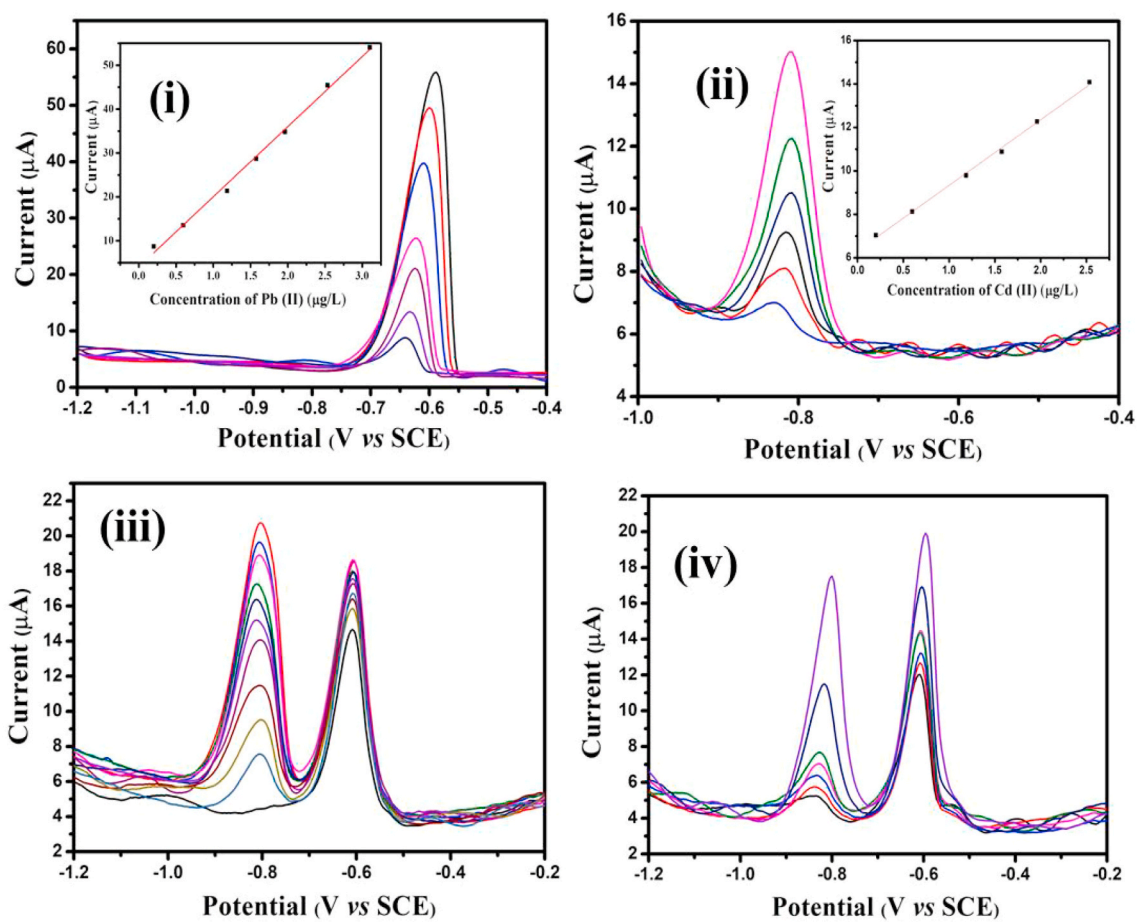 (i)
Current (µA)
60
50
40
30
20
10
0
-1.2 -1.1 -1.0 -0.9 -0.8 -0.7 -0.6 -0.5 -0.4
Potential (V vs SCE)
Current (µA)
50
40
30
20
10
0.0 0.5 1.0 1.5 2.0 2.5 3.0
Concentration of Pb (II) (µg/L)
(ii)
Current (µA)
16
14
12
10
8
6
4
-1.0 -0.8 -0.6 -0.4
Potential (V vs SCE)
Current (µA)
16
14
12
10
8
6
0.0 0.5 1.0 1.5 2.0 2.5
Concentration of Cd (II) (µg/L)
(iii)
Current (µA)
22
20
18
16
14
12
10
8
6
4
2
-1.2 -1.1 -1.0 -0.9 -0.8 -0.7 -0.6 -0.5 -0.4 -0.3 -0.2
Potential (V vs SCE)
(iv)
Current (µA)
22
20
18
16
14
12
10
8
6
4
2
-1.2 -1.0 -0.8 -0.6 -0.4 -0.2
Potential (V vs SCE)